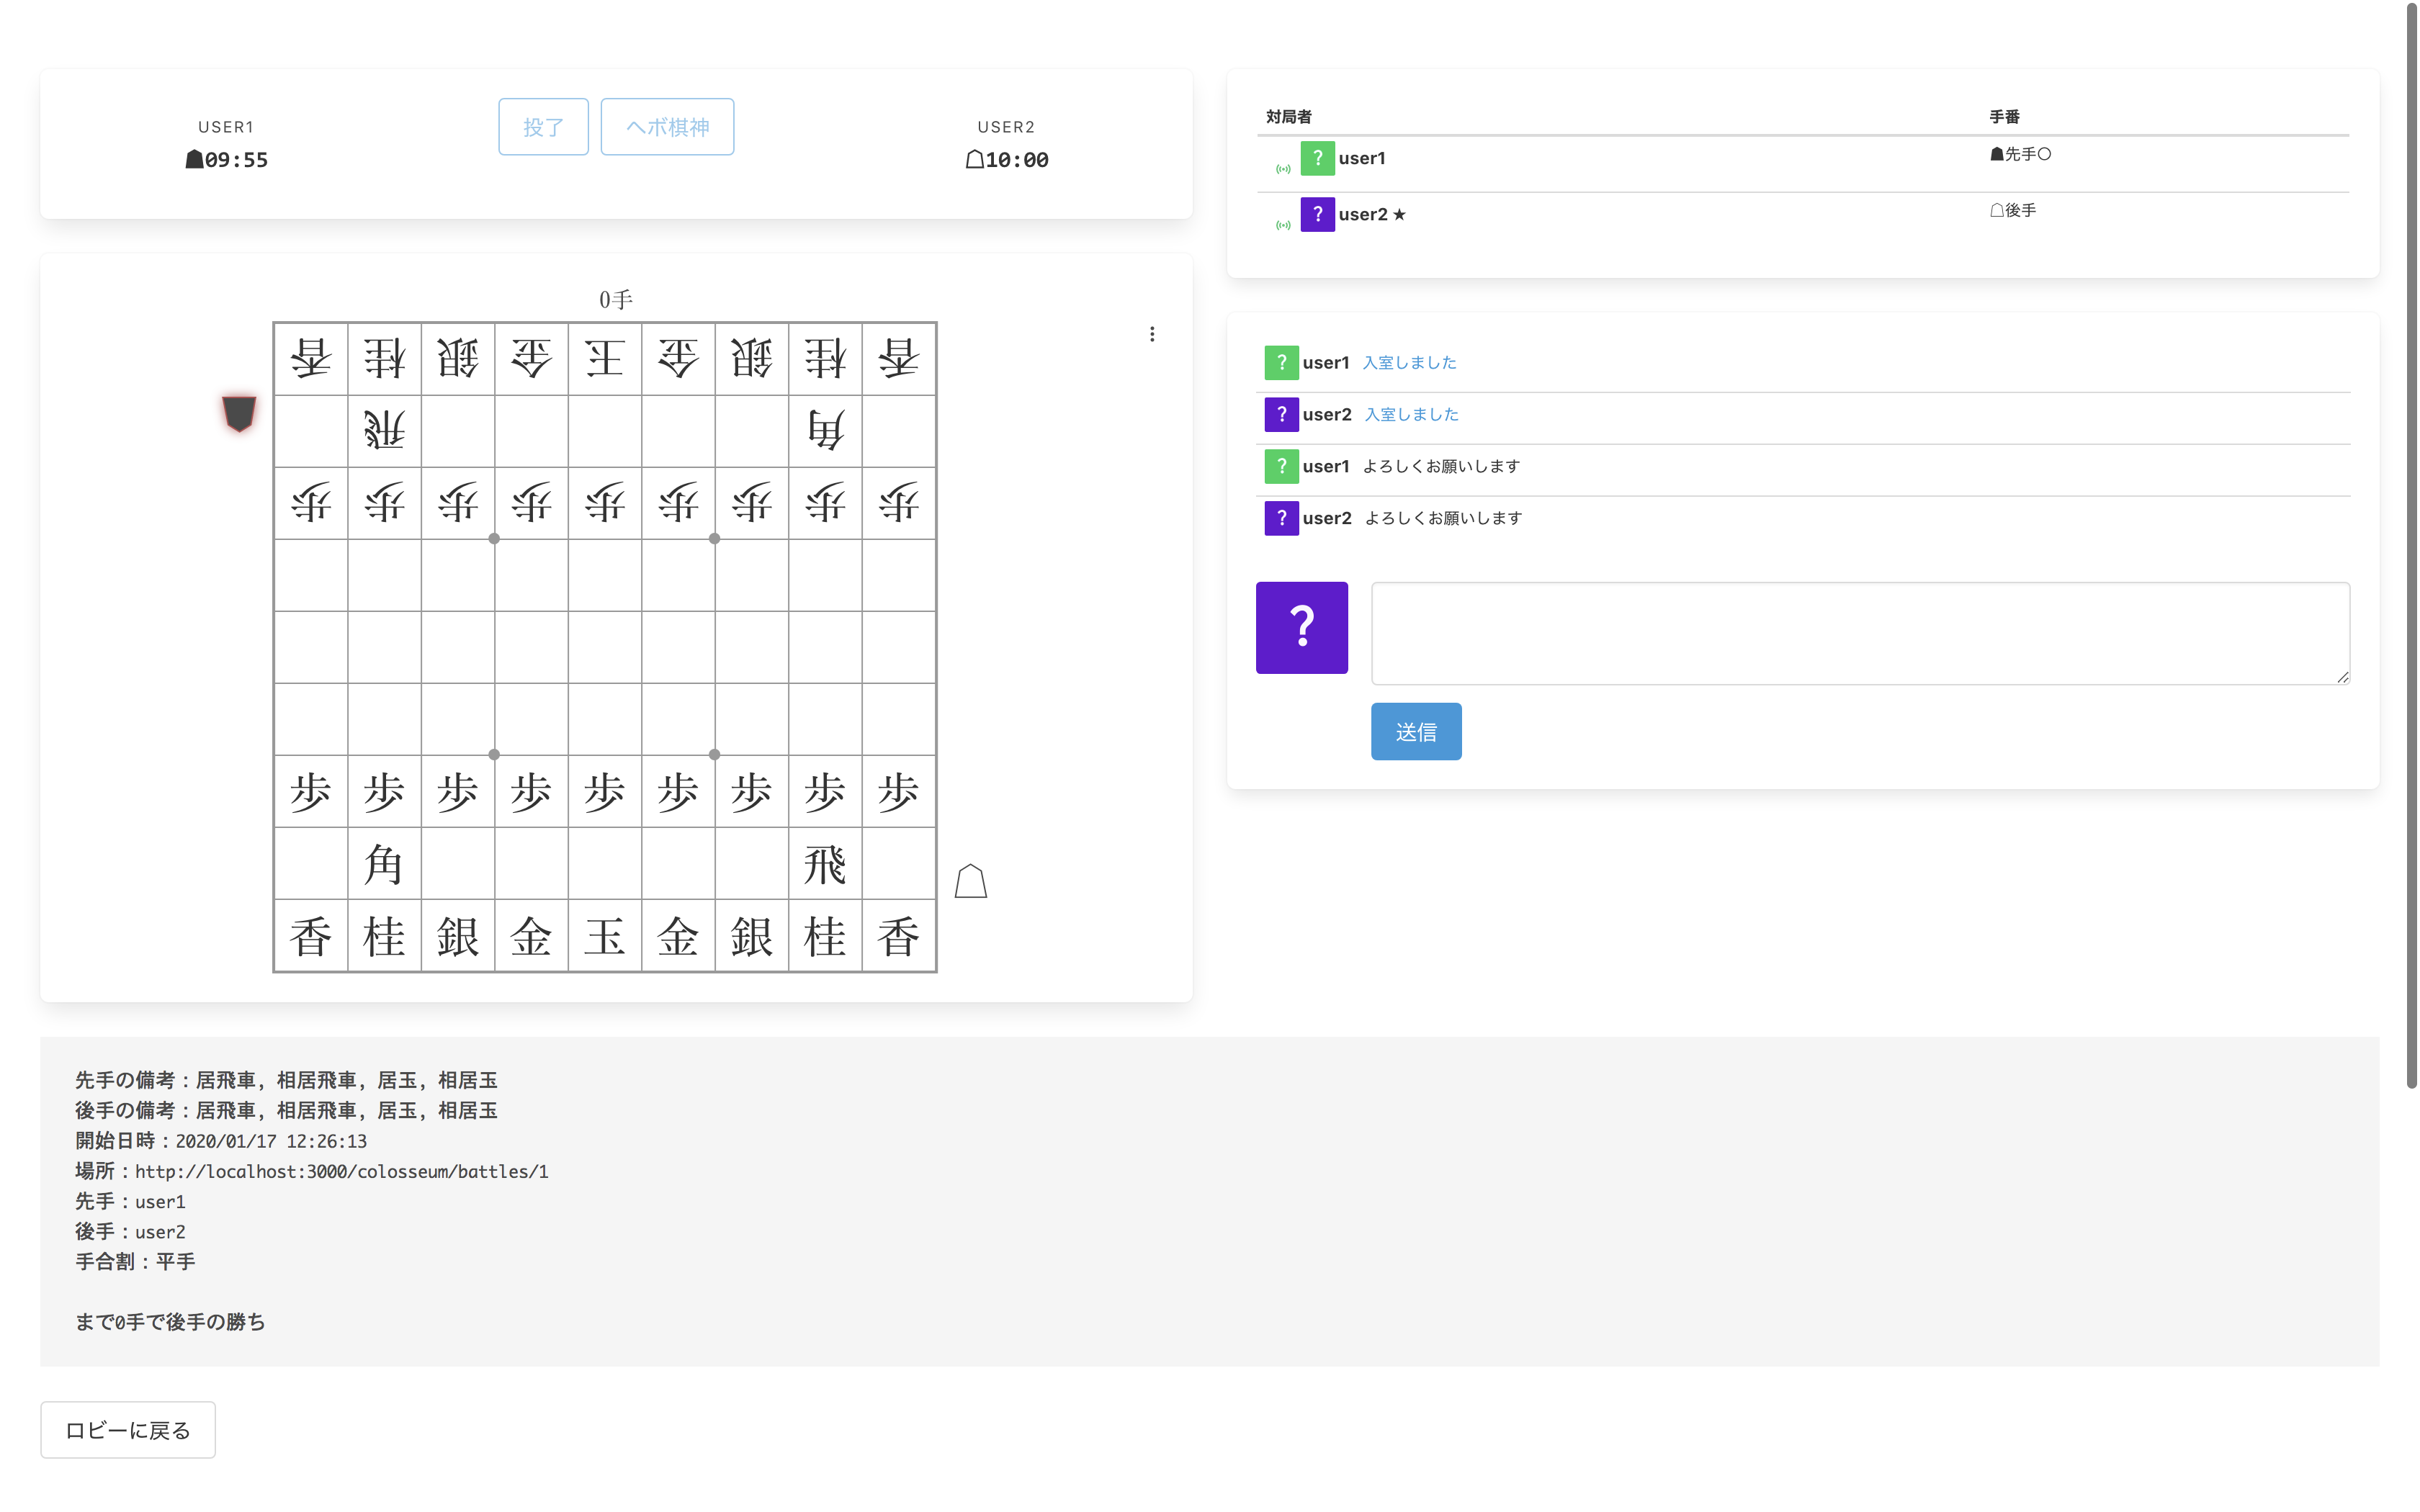 USER1
☗09:55
投了
ヘボ棋神
USER2
☖10:00
0手
香桂銀金王金銀桂香
飛角
歩歩歩歩歩歩歩歩歩
歩歩歩歩歩歩歩歩歩
角飛
香桂銀金玉金銀桂香
対局者 手番
? user1 ☗先手○
? user2 ★ ☖後手
? user1 入室しました
? user2 入室しました
? user1 よろしくお願いします
? user2 よろしくお願いします
?
送信
先手の備考：居飛車, 相居飛車, 居玉, 相居玉
後手の備考：居飛車, 相居飛車, 居玉, 相居玉
開始日時：2020/01/17 12:26:13
場所：http://localhost:3000/colosseum/battles/1
先手：user1
後手：user2
手合割：平手
まで0手で後手の勝ち
ロビーに戻る